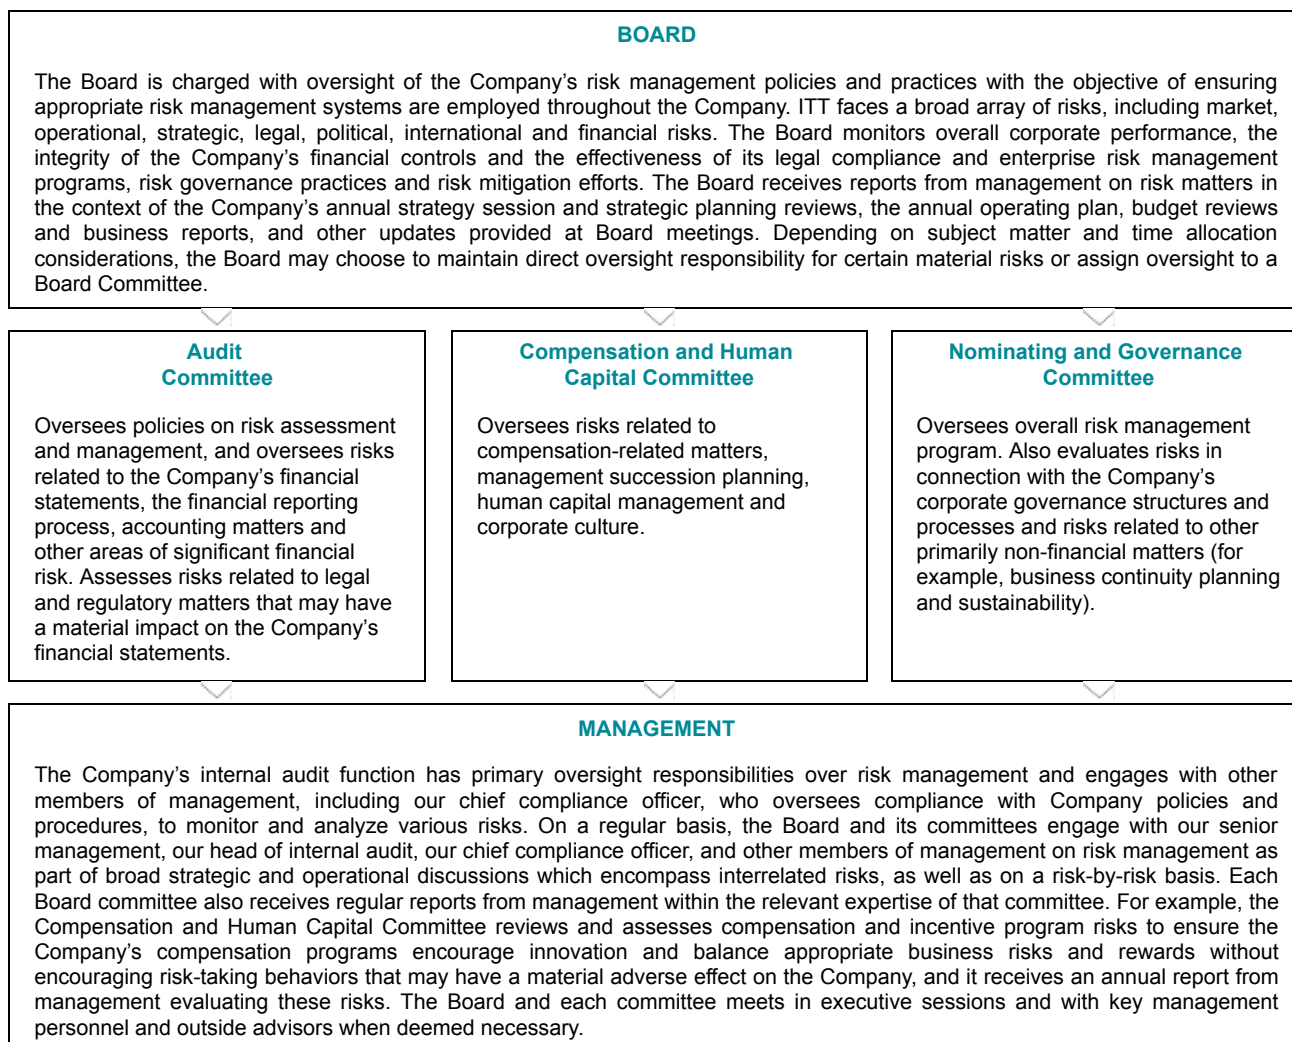 BOARD
The Board is charged with oversight of the Company’s risk management policies and practices with the objective of ensuring
appropriate risk management systems are employed throughout the Company. ITT faces a broad array of risks, including market,
operational, strategic, legal, political, international and financial risks. The Board monitors overall corporate performance, the
integrity of the Company’s financial controls and the effectiveness of its legal compliance and enterprise risk management
programs, risk governance practices and risk mitigation efforts. The Board receives reports from management on risk matters in
the context of the Company’s annual strategy session and strategic planning reviews, the annual operating plan, budget reviews
and business reports, and other updates provided at Board meetings. Depending on subject matter and time allocation
considerations, the Board may choose to maintain direct oversight responsibility for certain material risks or assign oversight to a
Board Committee.
Audit
Committee
Oversees policies on risk assessment
and management, and oversees risks
related to the Company’s financial
statements, the financial reporting
process, accounting matters and
other areas of significant financial
risk. Assesses risks related to legal
and regulatory matters that may have
a material impact on the Company’s
financial statements.
Compensation and Human
Capital Committee
Oversees risks related to
compensation-related matters,
management succession planning,
human capital management and
corporate culture.
Nominating and Governance
Committee
Oversees overall risk management
program. Also evaluates risks in
connection with the Company’s
corporate governance structures and
processes and risks related to other
primarily non-financial matters (for
example, business continuity planning
and sustainability).
MANAGEMENT
The Company’s internal audit function has primary oversight responsibilities over risk management and engages with other
members of management, including our chief compliance officer, who oversees compliance with Company policies and
procedures, to monitor and analyze various risks. On a regular basis, the Board and its committees engage with our senior
management, our head of internal audit, our chief compliance officer, and other members of management on risk management as
part of broad strategic and operational discussions which encompass interrelated risks, as well as on a risk-by-risk basis. Each
Board committee also receives regular reports from management within the relevant expertise of that committee. For example, the
Compensation and Human Capital Committee reviews and assesses compensation and incentive program risks to ensure the
Company’s compensation programs encourage innovation and balance appropriate business risks and rewards without
encouraging risk-taking behaviors that may have a material adverse effect on the Company, and it receives an annual report from
management evaluating these risks. The Board and each committee meets in executive sessions and with key management
personnel and outside advisors when deemed necessary.